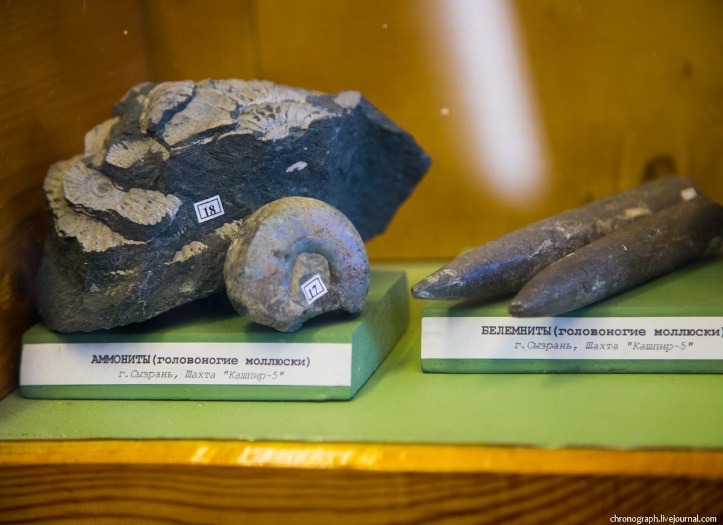 18
17
АММОНИТЫ(головоногие моллюски)
г.Сызрань, Шахта "Кашпир-5"
БЕЛЕМНИТЫ(головоногие моллюски)
г.Сызрань, Шахта "Кашпир-5"
chronograph.livejournal.com